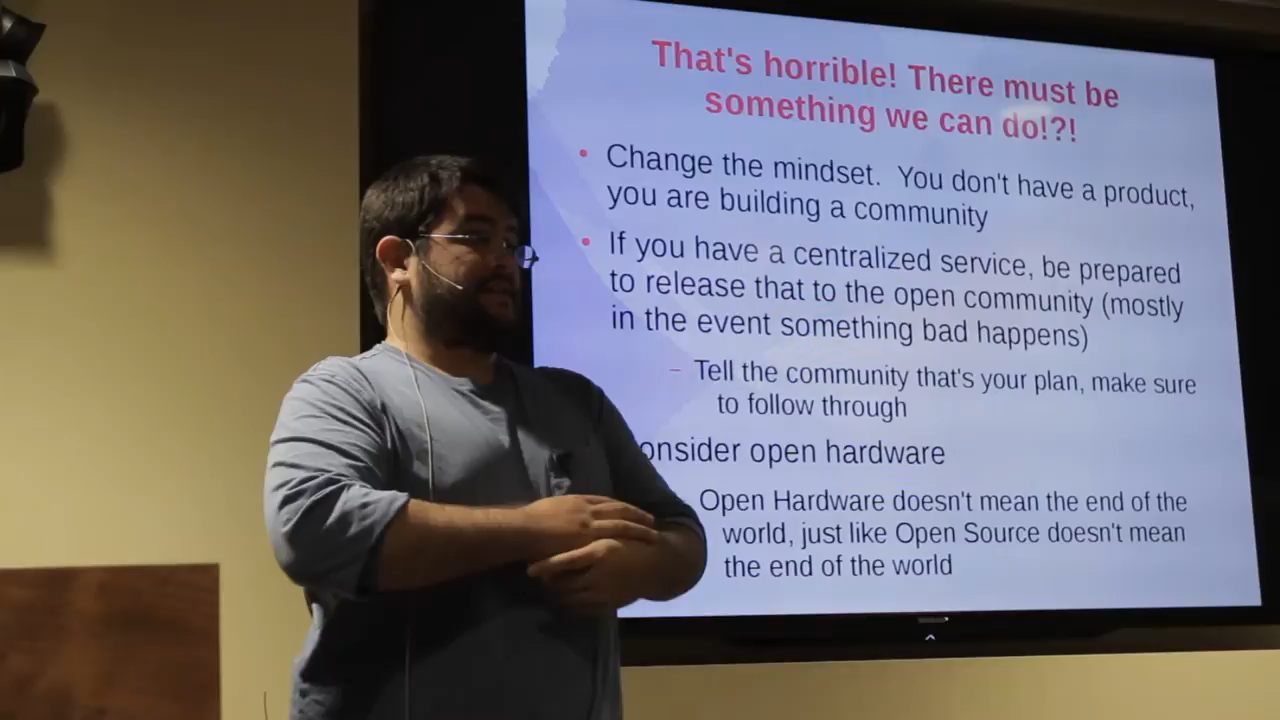 That's horrible! There must be
something we can do!?!
• Change the mindset. You don't have a product,
you are building a community
• If you have a centralized service, be prepared
to release that to the open community (mostly
in the event something bad happens)
– Tell the community that's your plan, make sure
to follow through
onsider open hardware
Open Hardware doesn't mean the end of the
world, just like Open Source doesn't mean
the end of the world